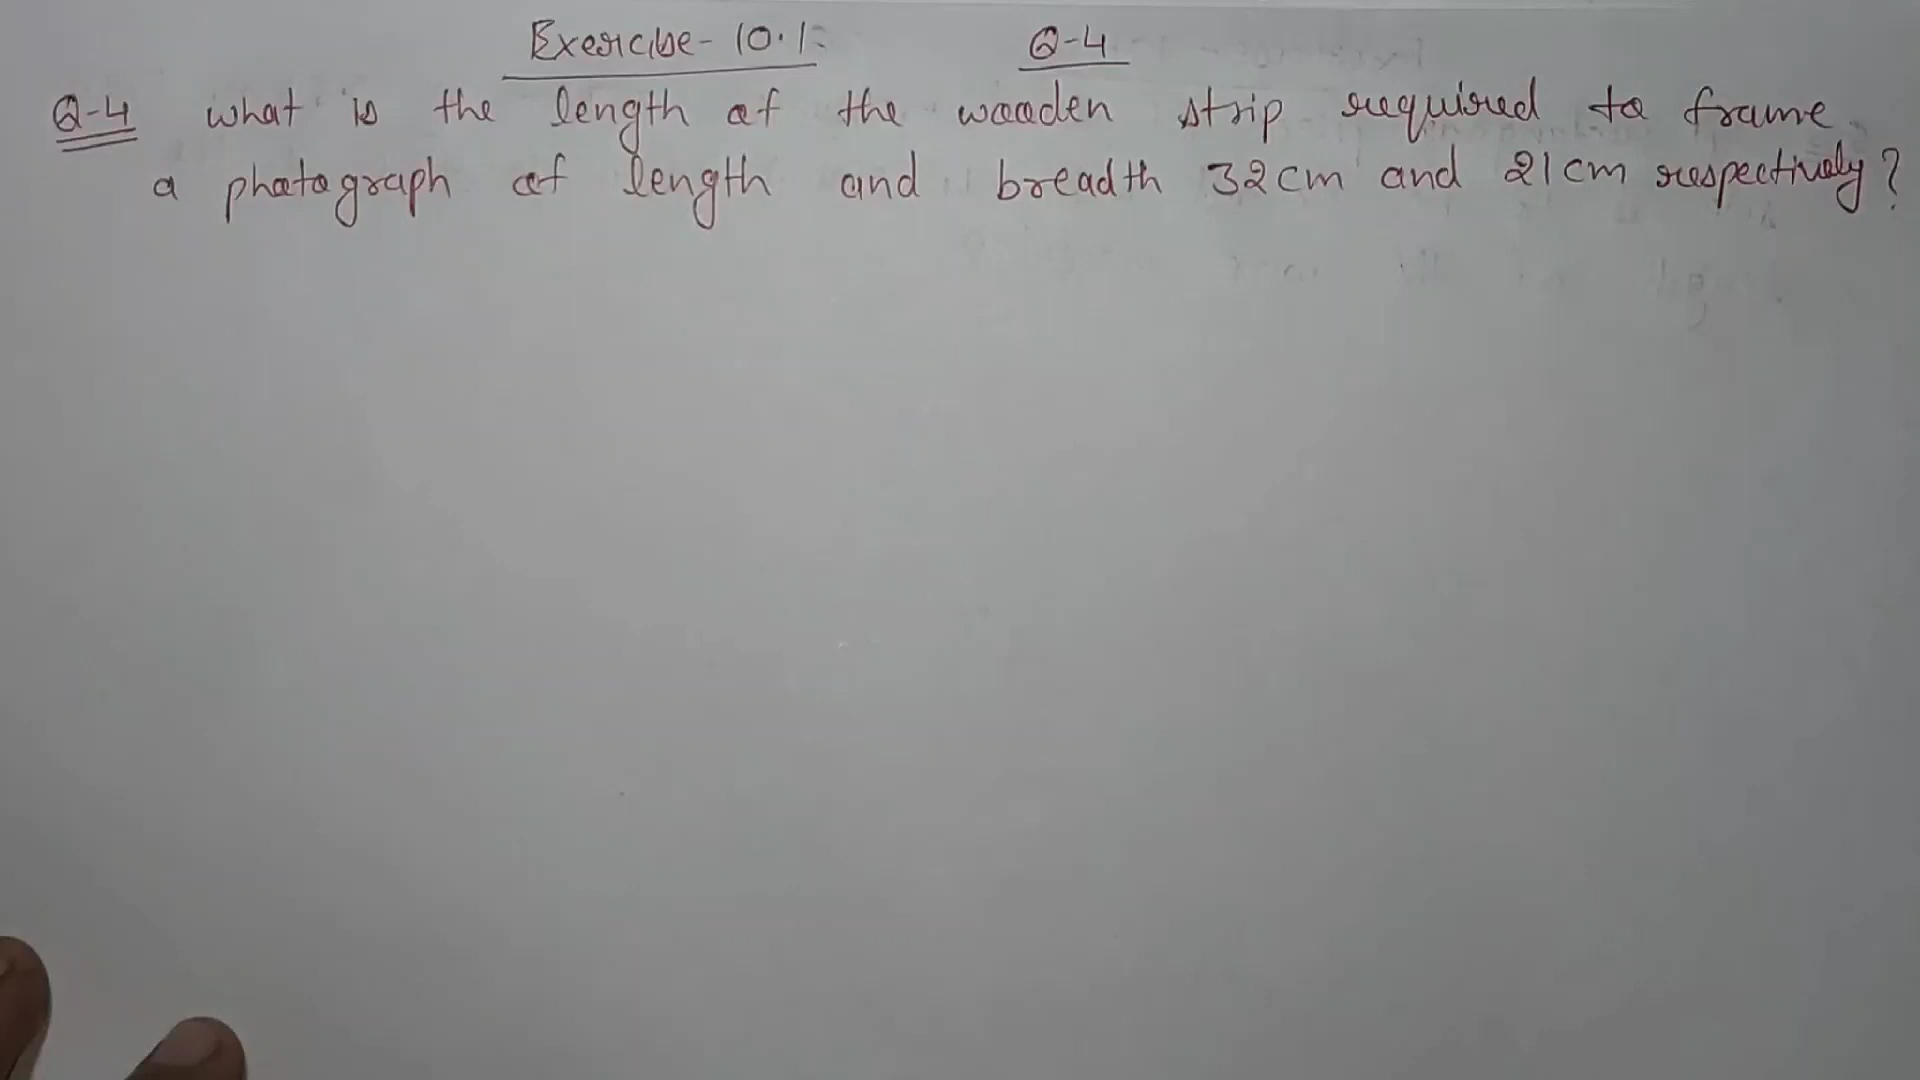 Exercise- 10.1:    Q-4
Q-4 what is the length of the wooden strip required to frame
a photograph of length and breadth 32cm and 21cm respectively?